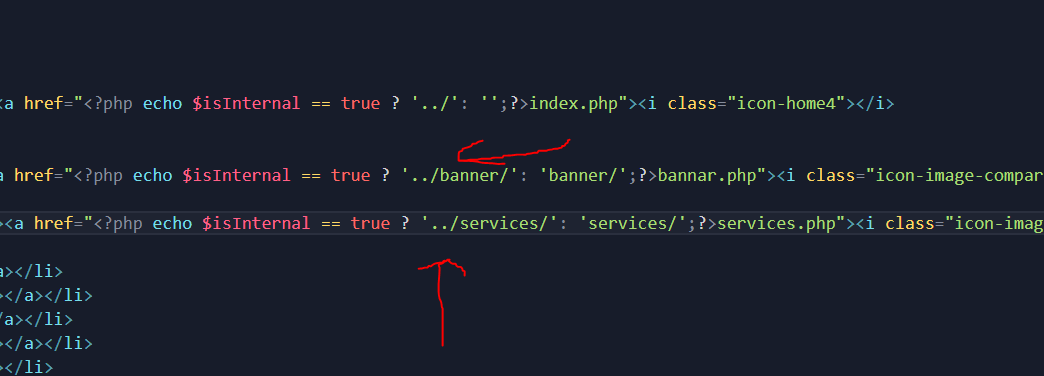 <a href="<?php echo $isInternal == true ? '../': '';?>index.php"><i class="icon-home4"></i>
a href="<?php echo $isInternal == true ? '../banner/': 'banner/';?>bannar.php"><i class="icon-image-compar
><a href="<?php echo $isInternal == true ? '../services/': 'services/';?>services.php"><i class="icon-imag
a></li>
></a></li>
/a></li>
></a></li>
></li>